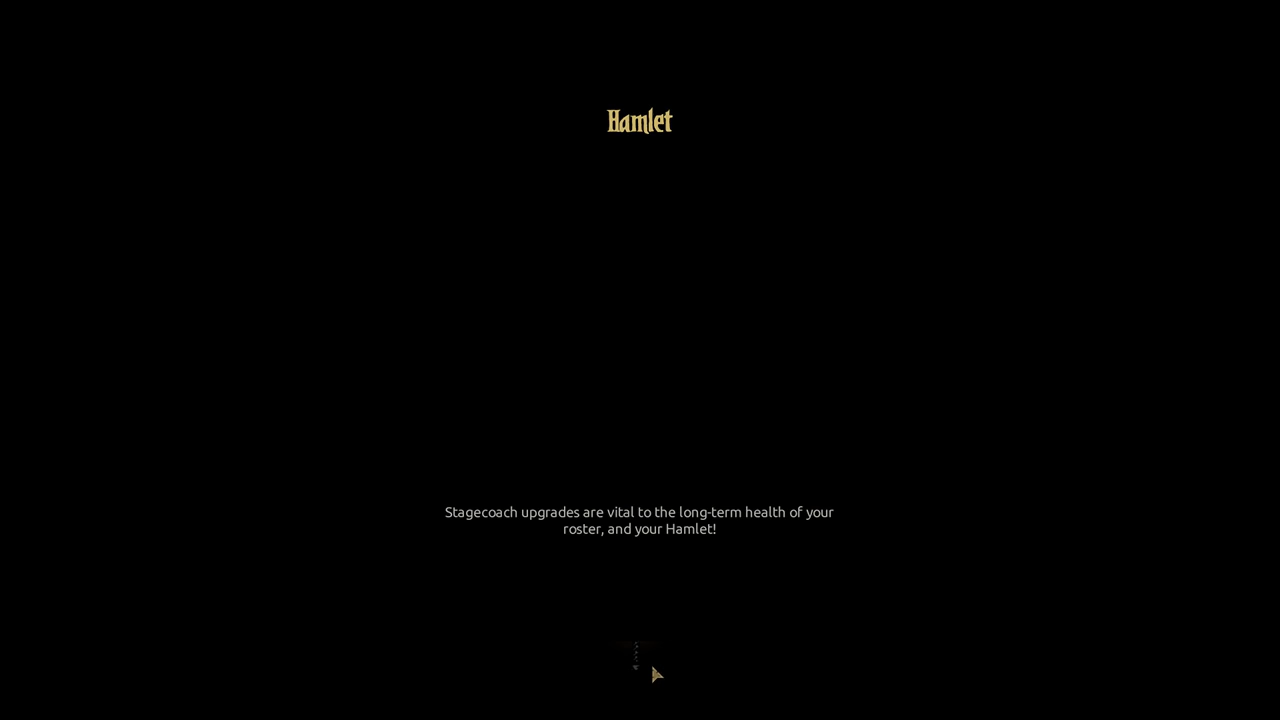 Hamlet
Stagecoach upgrades are vital to the long-term health of your
roster, and your Hamlet!